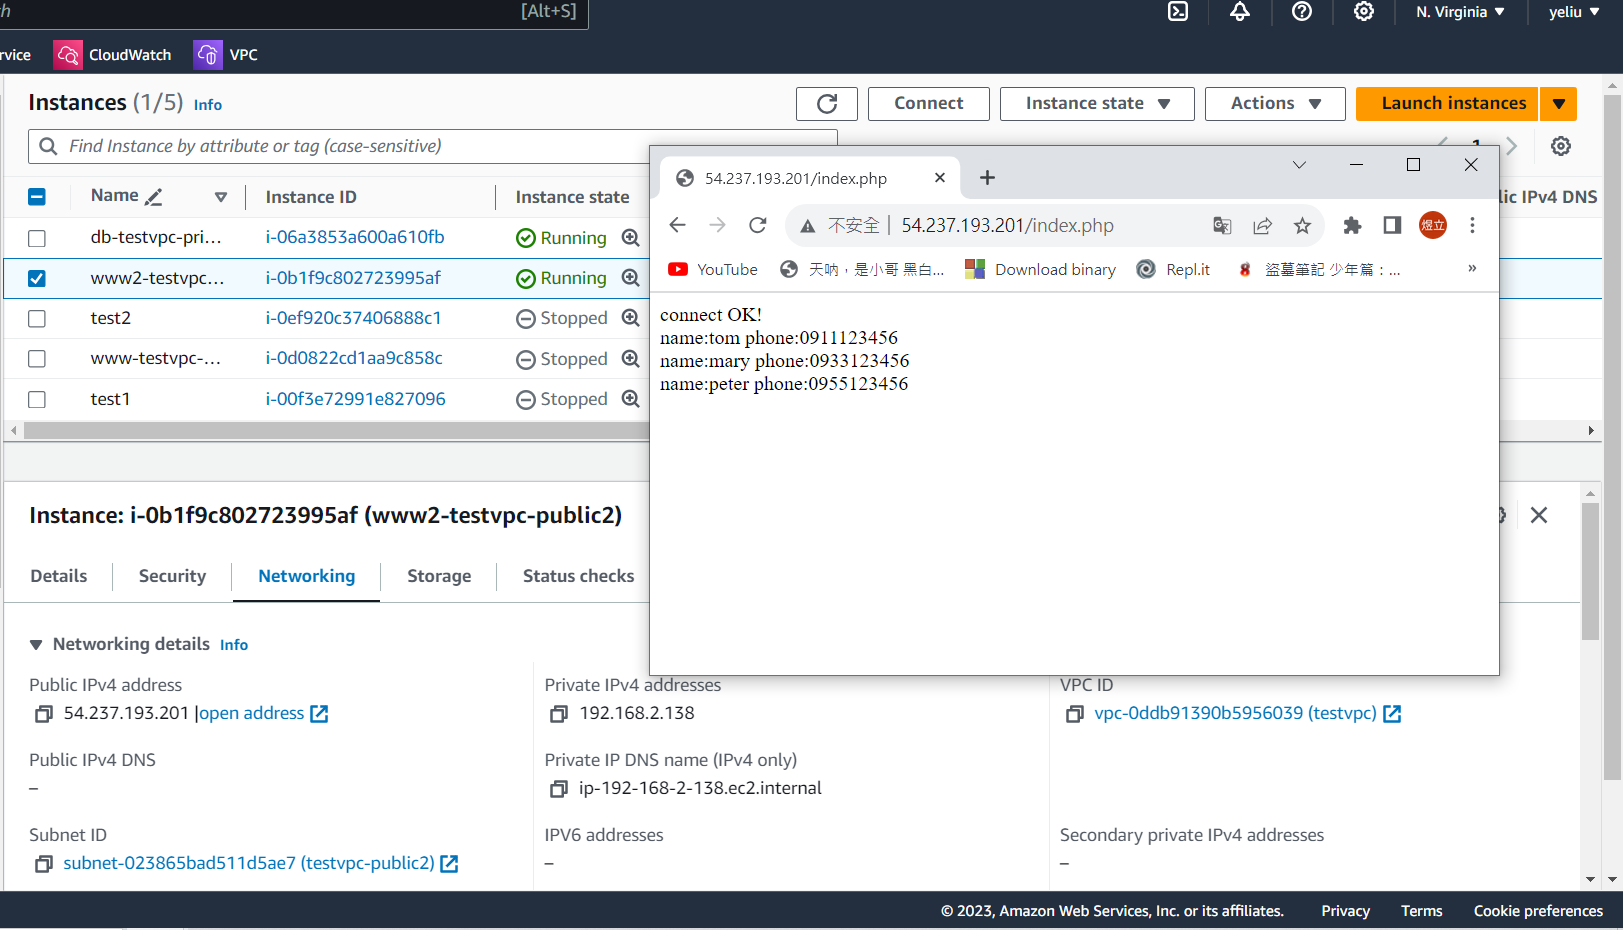 [Alt+S]
N. Virginia
yeliu
CloudWatch
VPC
Instances (1/5) Info
Connect
Instance state
Actions
Launch instances
Find Instance by attribute or tag (case-sensitive)
1
Name
Instance ID
Instance state
IPv4 DNS
db-testvpc-pri...
i-06a3853a600a610fb
Running
www2-testvpc...
i-0b1f9c802723995af
Running
test2
i-0ef920c37406888c1
Stopped
www-testvpc-...
i-0d0822cd1aa9c858c
Stopped
test1
i-00f3e72991e827096
Stopped
54.237.193.201/index.php
不安全 | 54.237.193.201/index.php
煜立
YouTube
天吶，是小哥 黑白...
Download binary
Repl.it
盜墓筆記 少年篇：...
»
connect OK!
name:tom phone:0911123456
name:mary phone:0933123456
name:peter phone:0955123456
Instance: i-0b1f9c802723995af (www2-testvpc-public2)
Details
Security
Networking
Storage
Status checks
Networking details Info
Public IPv4 address
54.237.193.201 |open address
Private IPv4 addresses
192.168.2.138
VPC ID
vpc-0ddb91390b5956039 (testvpc)
Public IPv4 DNS
–
Private IP DNS name (IPv4 only)
ip-192-168-2-138.ec2.internal
Subnet ID
subnet-023865bad511d5ae7 (testvpc-public2)
IPV6 addresses
–
Secondary private IPv4 addresses
–
© 2023, Amazon Web Services, Inc. or its affiliates.
Privacy
Terms
Cookie preferences